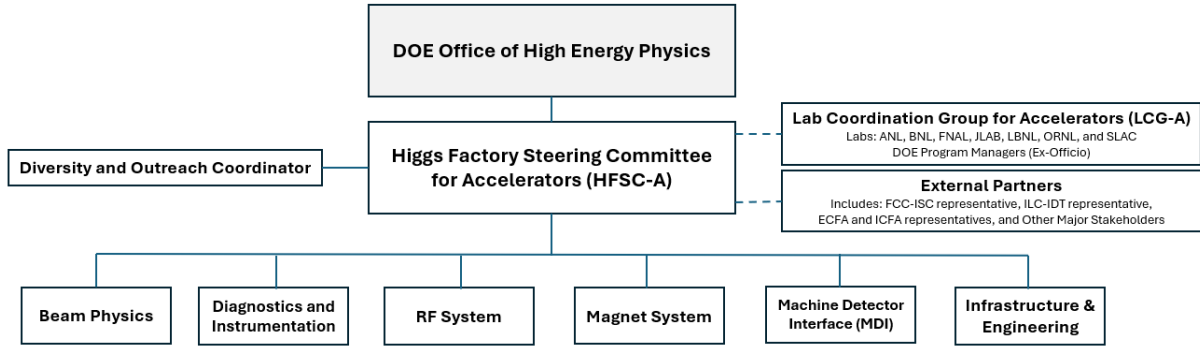 DOE Office of High Energy Physics
Lab Coordination Group for Accelerators (LCG-A)
Labs: ANL, BNL, FNAL, JLAB, LBNL, ORNL, and SLAC
DOE Program Managers (Ex-Officio)
Diversity and Outreach Coordinator
Higgs Factory Steering Committee
for Accelerators (HFSC-A)
External Partners
Includes: FCC-ISC representative, ILC-IDT representative,
ECFA and ICFA representatives, and Other Major Stakeholders
Beam Physics
Diagnostics and
Instrumentation
RF System
Magnet System
Machine Detector
Interface (MDI)
Infrastructure &
Engineering